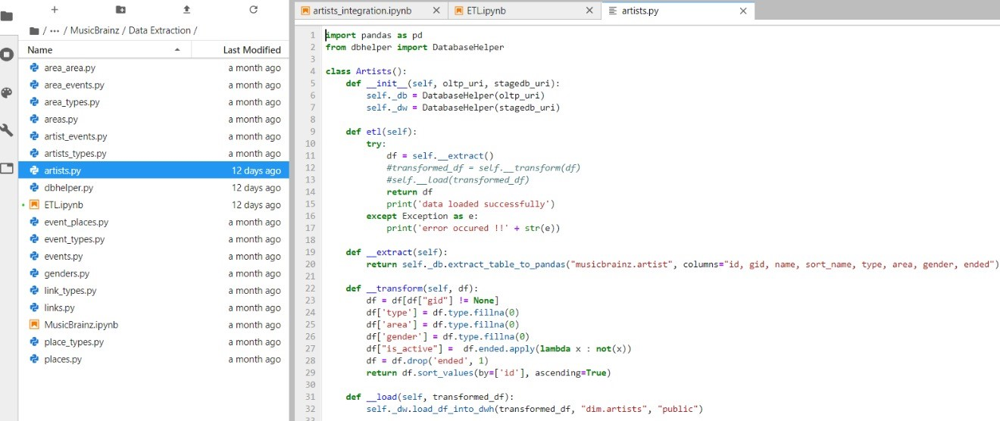 / ··· / MusicBrainz / Data Extraction /
Name Last Modified
area_area.py a month ago
area_events.py a month ago
area_types.py a month ago
areas.py a month ago
artist_events.py a month ago
artists_types.py a month ago
artists.py 12 days ago
dbhelper.py 12 days ago
ETL.ipynb 12 days ago
event_places.py a month ago
event_types.py a month ago
events.py a month ago
genders.py a month ago
link_types.py a month ago
links.py a month ago
MusicBrainz.ipynb a month ago
place_types.py a month ago
places.py a month ago
artists_integration.ipynb ETL.ipynb artists.py
1 import pandas as pd
2 from dbhelper import DatabaseHelper
3
4 class Artists():
5     def __init__(self, oltp_uri, stagedb_uri):
6         self._db = DatabaseHelper(oltp_uri)
7         self._dw = DatabaseHelper(stagedb_uri)
8
9     def etl(self):
10         try:
11             df = self.__extract()
12             #transformed_df = self.__transform(df)
13             #self.__load(transformed_df)
14             return df
15             print('data loaded successfully')
16         except Exception as e:
17             print('error occured !!' + str(e))
18
19     def __extract(self):
20         return self._db.extract_table_to_pandas("musicbrainz.artist", columns="id, gid, name, sort_name, type, area, gender, ended")
21
22     def __transform(self, df):
23         df = df[df["gid"] != None]
24         df['type'] = df.type.fillna(0)
25         df['area'] = df.type.fillna(0)
26         df['gender'] = df.type.fillna(0)
27         df["is_active"] =  df.ended.apply(lambda x : not(x))
28         df = df.drop('ended', 1)
29         return df.sort_values(by=['id'], ascending=True)
30
31     def __load(self, transformed_df):
32         self._dw.load_df_into_dwh(transformed_df, "dim.artists", "public")
33